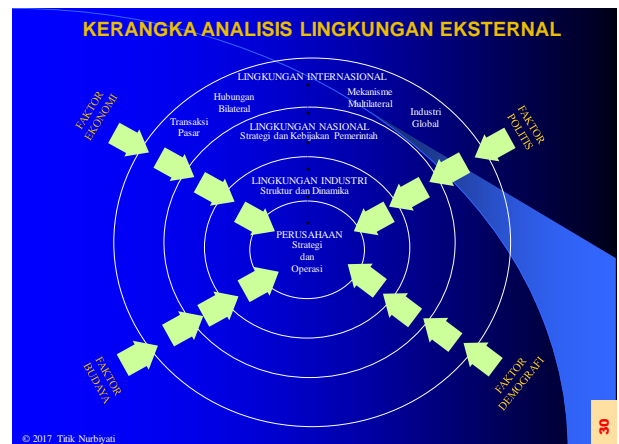 KERANGKA ANALISIS LINGKUNGAN EKSTERNAL
LINGKUNGAN INTERNASIONAL
Hubungan
Bilateral
Mekanisme
Multilateral
Transaksi
Pasar
Industri
Global
FAKTOR
EKONOMI
FAKTOR
POLITIS
LINGKUNGAN NASIONAL
Strategi dan Kebijakan Pemerintah
LINGKUNGAN INDUSTRI
Struktur dan Dinamika
PERUSAHAAN
Strategi
dan
Operasi
FAKTOR
BUDAYA
FAKTOR
DEMOGRAFI
© 2017 Titik Nurbiyati
30